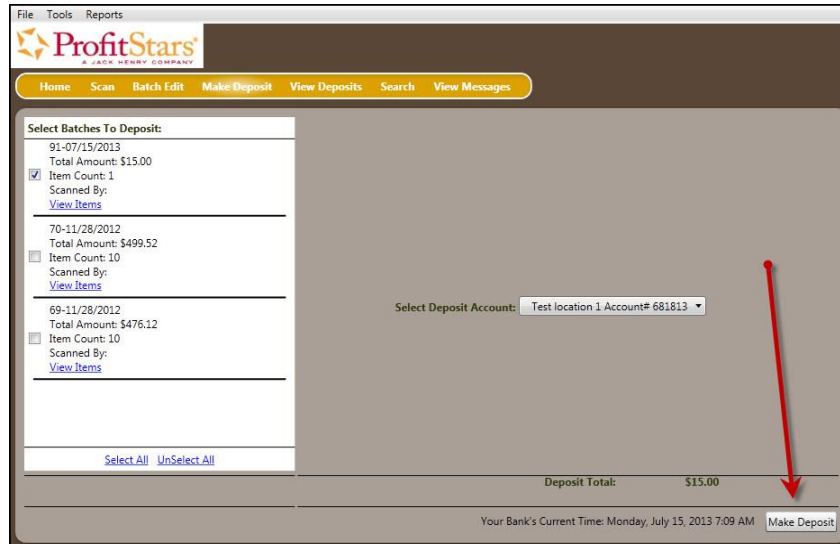 File Tools Reports
ProfitStars
A JACK HENRY COMPANY
Home Scan Batch Edit Make Deposit View Deposits Search View Messages
Select Batches To Deposit:
91-07/15/2013
Total Amount: $15.00
Item Count: 1
Scanned By:
View Items
70-11/28/2012
Total Amount: $499.52
Item Count: 10
Scanned By:
View Items
69-11/28/2012
Total Amount: $476.12
Item Count: 10
Scanned By:
View Items
Select All UnSelect All
Select Deposit Account: Test location 1 Account# 681813
Deposit Total: $15.00
Your Bank's Current Time: Monday, July 15, 2013 7:09 AM Make Deposit